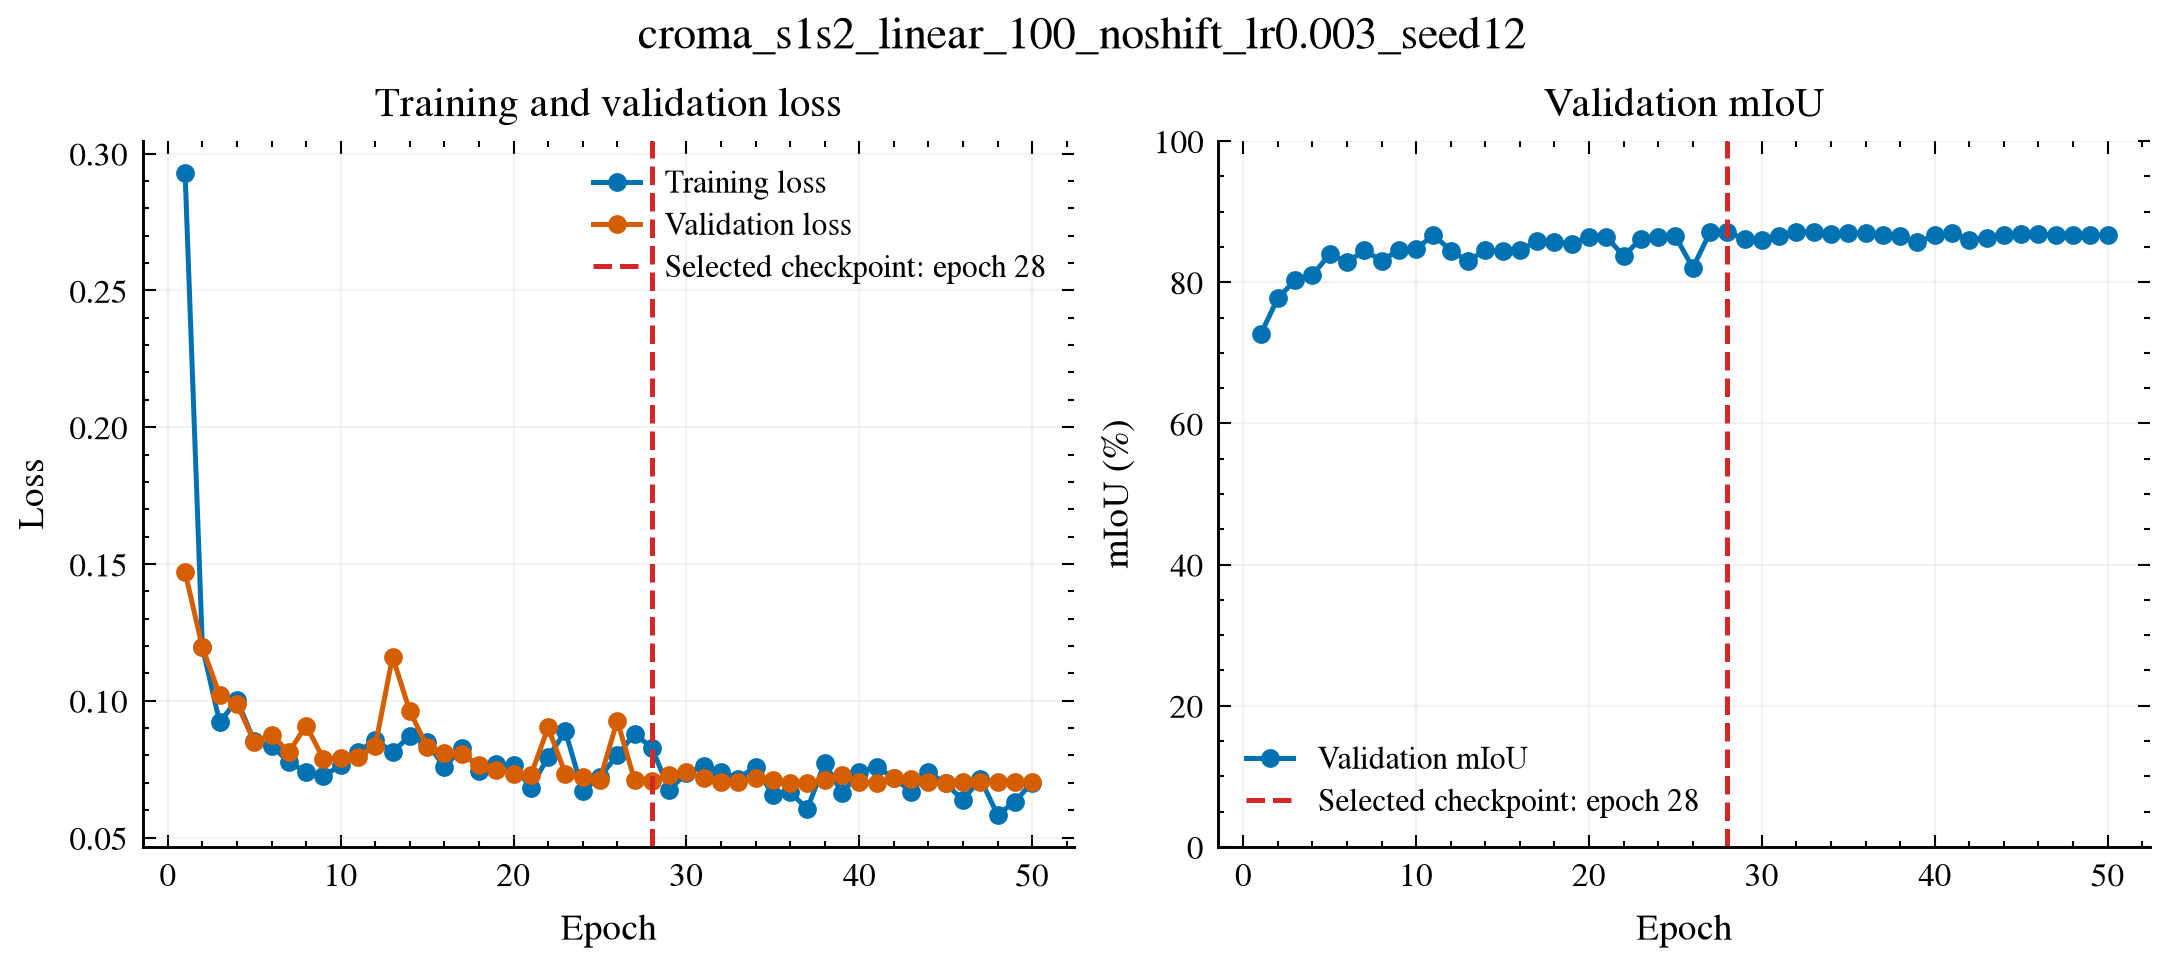 croma_s1s2_linear_100_noshift_lr0.003_seed12
Training and validation loss
0.30
0.25
0.20
0.15
0.10
0.05
Loss
Training loss
Validation loss
Selected checkpoint: epoch 28
0 10 20 30 40 50
Epoch
Validation mIoU
100
80
60
40
20
0
mIoU (%)
Validation mIoU
Selected checkpoint: epoch 28
0 10 20 30 40 50
Epoch